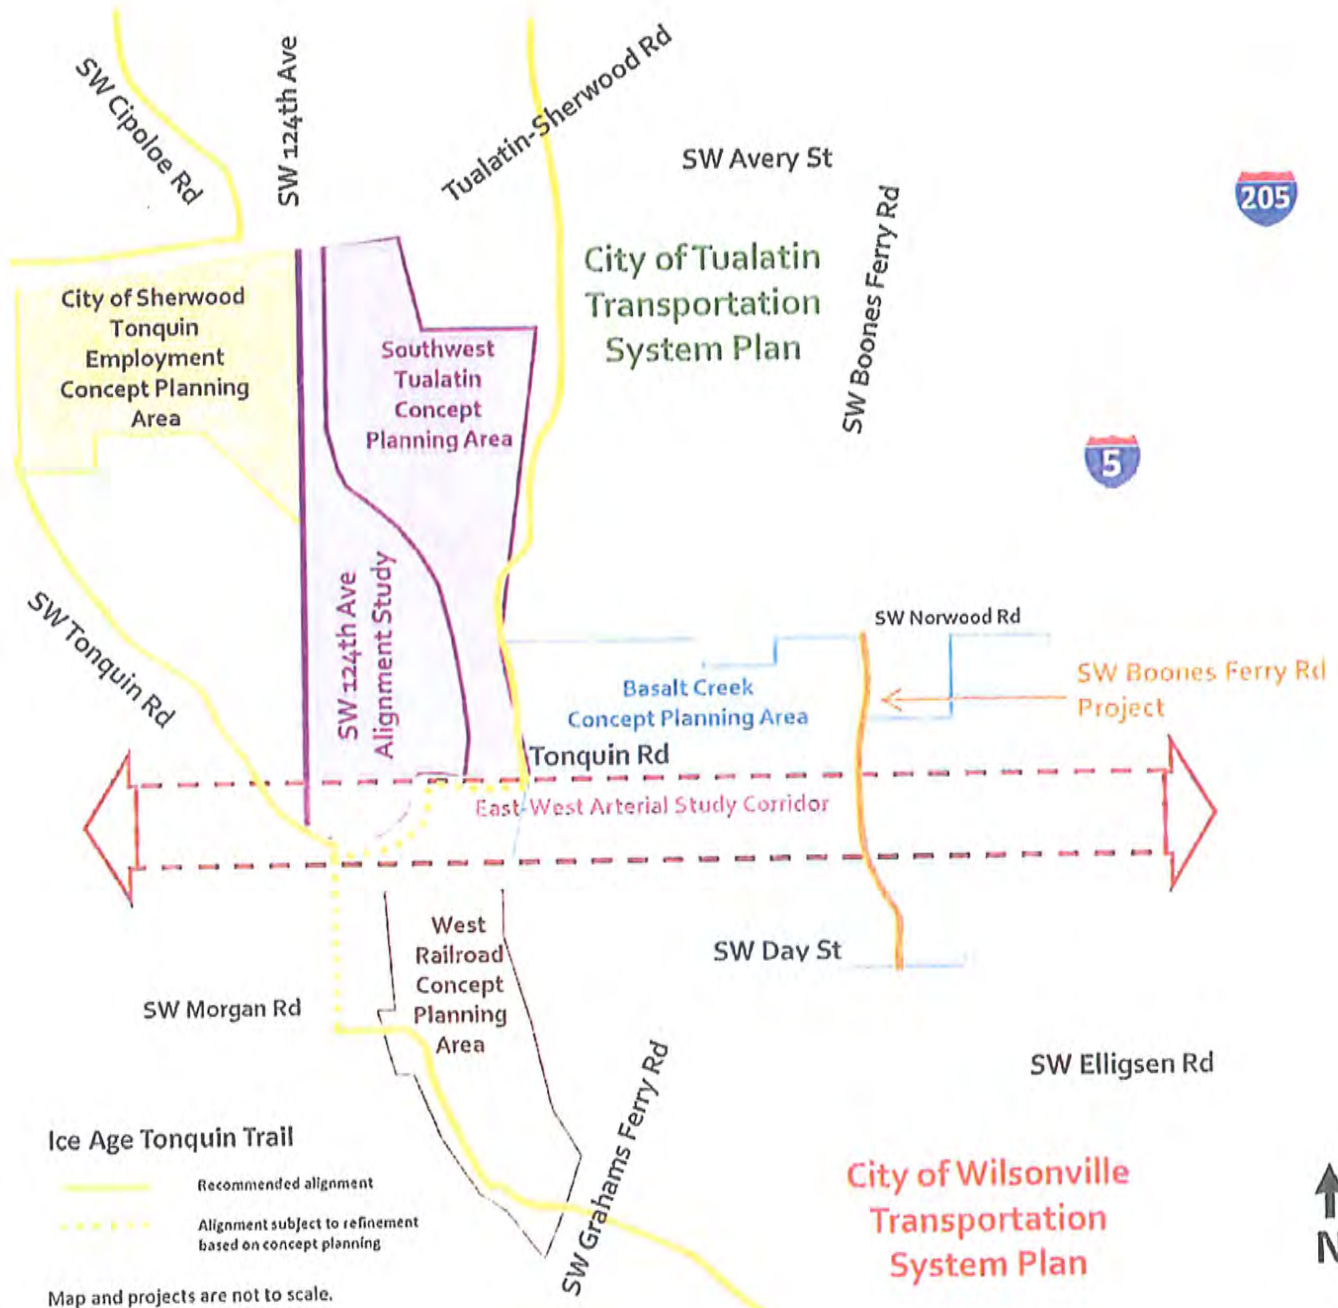 SW Cipoloe Rd
SW 124th Ave
Tualatin-Sherwood Rd
SW Avery St
205
SW Boones Ferry Rd
City of Tualatin
Transportation
System Plan
City of Sherwood
Tonquin
Employment
Concept Planning
Area
Southwest
Tualatin
Concept
Planning Area
5
SW Tonquin Rd
SW 124th Ave
Alignment Study
SW Norwood Rd
Basalt Creek
Concept Planning Area
SW Boones Ferry Rd
Project
Tonquin Rd
East-West Arterial Study Corridor
West
Railroad
Concept
Planning
Area
SW Day St
SW Morgan Rd
SW Elligsen Rd
SW Grahams Ferry Rd
Ice Age Tonquin Trail
Recommended alignment
Alignment subject to refinement
based on concept planning
Map and projects are not to scale.
City of Wilsonville
Transportation
System Plan
N